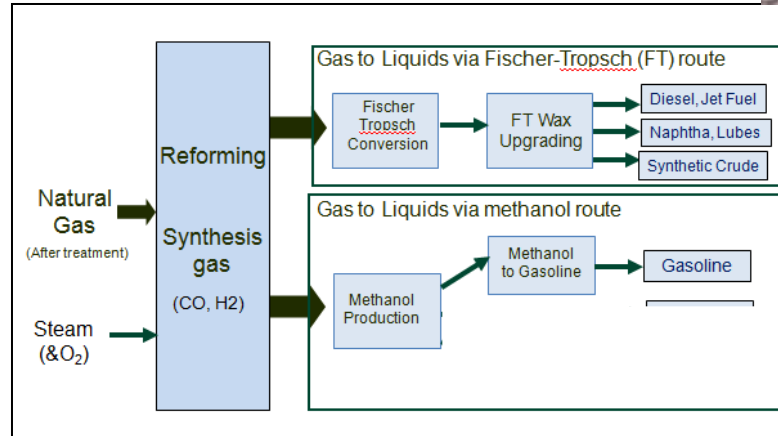 Gas to Liquids via Fischer-Tropsch (FT) route
Fischer
Tropsch
Conversion
FT Wax
Upgrading
Diesel, Jet Fuel
Naphtha, Lubes
Synthetic Crude
Reforming
Synthesis
gas
(CO, H2)
Natural
Gas
(After treatment)
Steam
(&O₂)
Gas to Liquids via methanol route
Methanol
Production
Methanol
to Gasoline
Gasoline